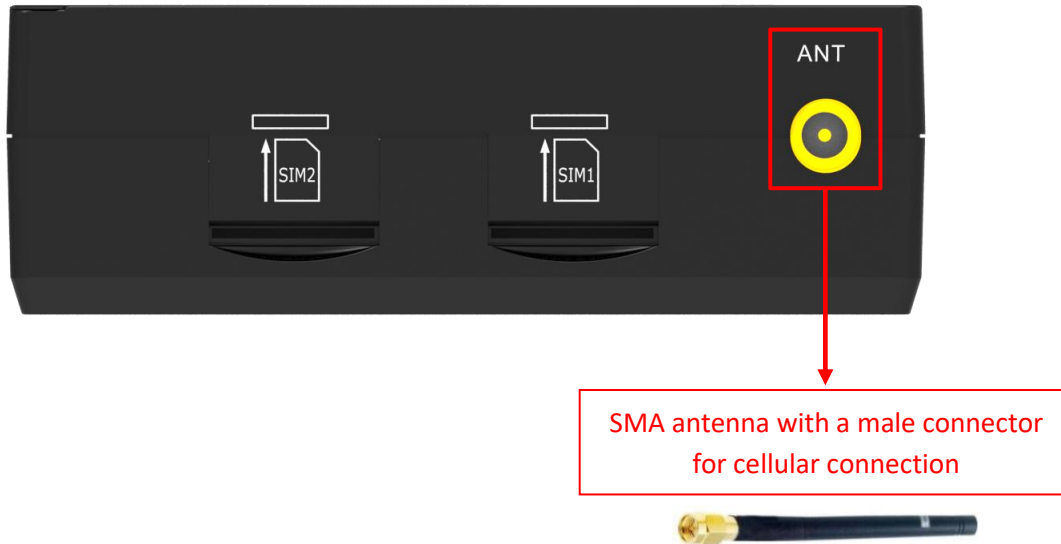 ANT
SIM2
SIM1
SMA antenna with a male connector
for cellular connection